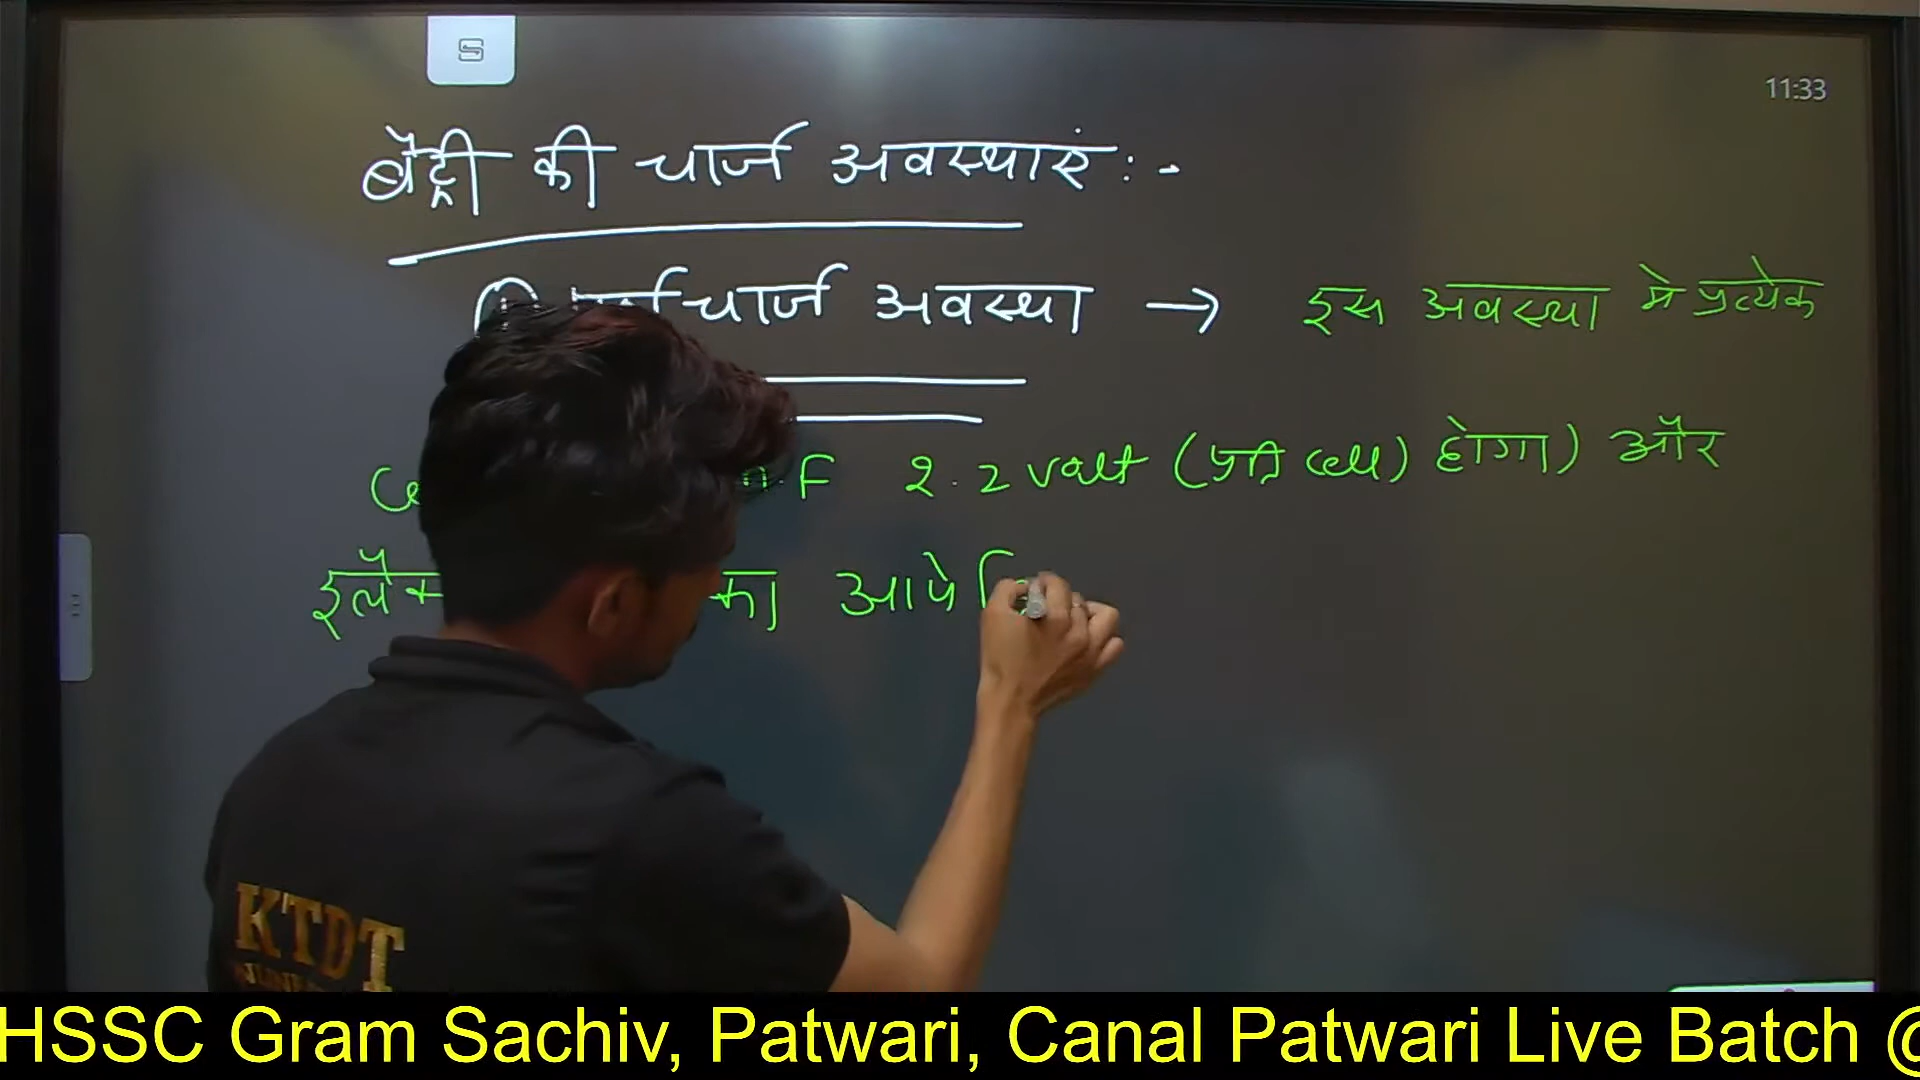 11:33
बॅट्री की चार्ज अवस्थाएं :-
चार्ज अवस्था → इस अवस्था मे प्रत्येक
F 2.2 volt (प्रति cell) होगा) और
का आपे
KTDT
HSSC Gram Sachiv, Patwari, Canal Patwari Live Batch @